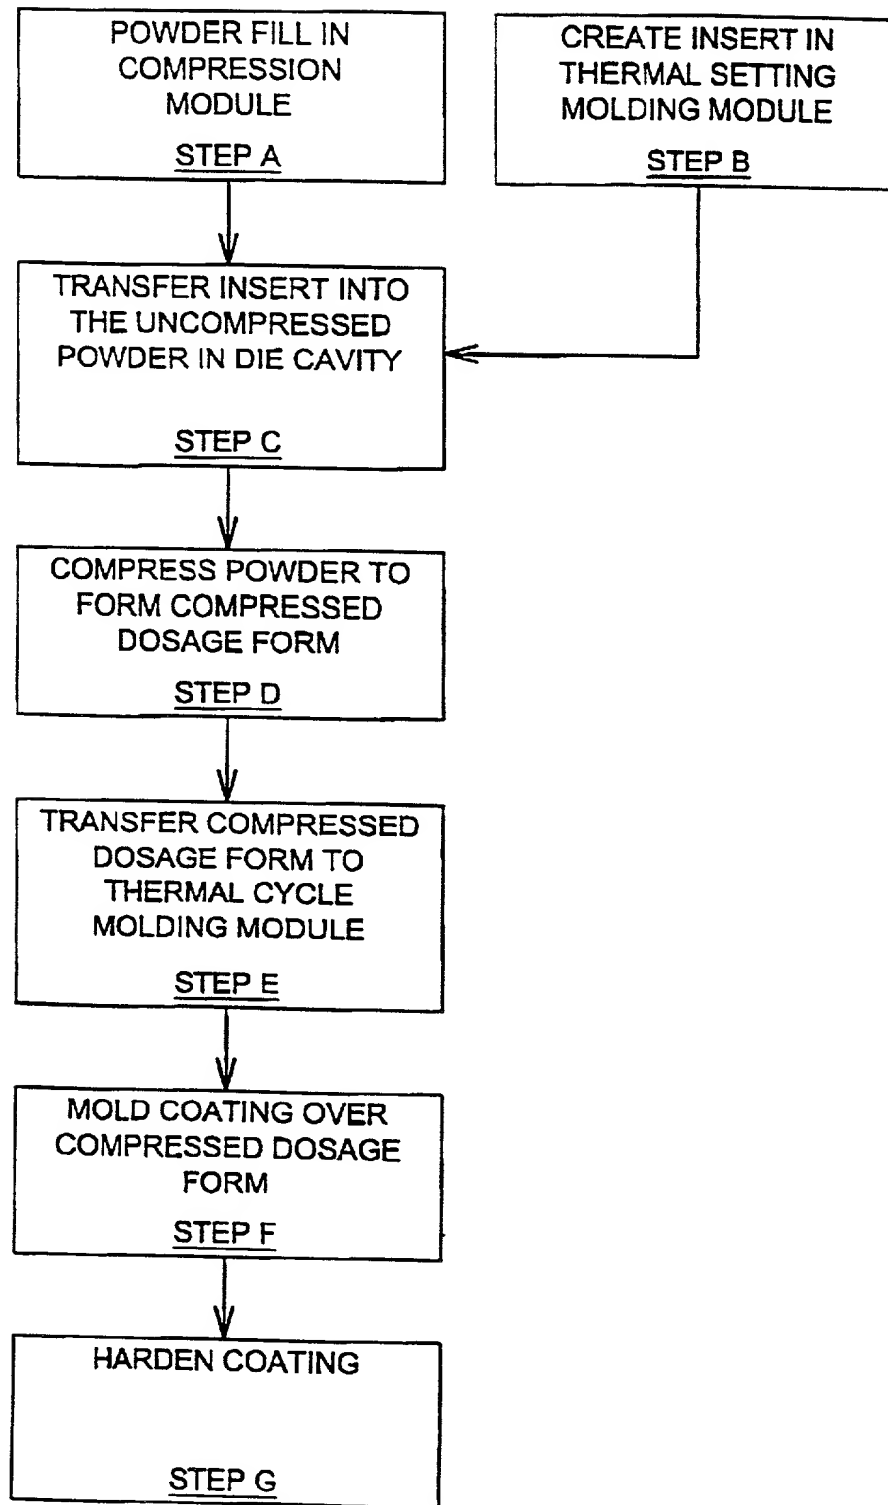 POWDER FILL IN
COMPRESSION
MODULE
STEP A
CREATE INSERT IN
THERMAL SETTING
MOLDING MODULE
STEP B
TRANSFER INSERT INTO
THE UNCOMPRESSED
POWDER IN DIE CAVITY
STEP C
COMPRESS POWDER TO
FORM COMPRESSED
DOSAGE FORM
STEP D
TRANSFER COMPRESSED
DOSAGE FORM TO
THERMAL CYCLE
MOLDING MODULE
STEP E
MOLD COATING OVER
COMPRESSED DOSAGE
FORM
STEP F
HARDEN COATING
STEP G